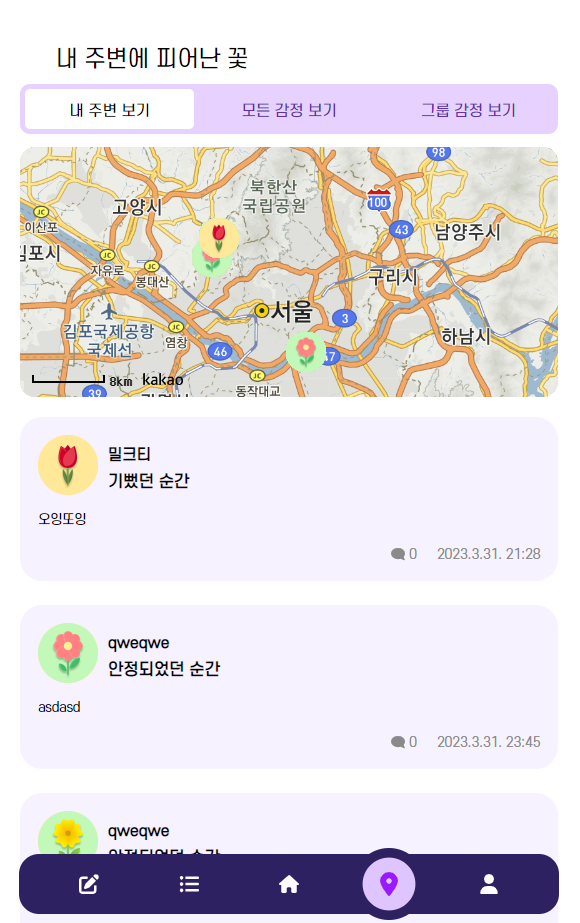 내 주변에 피어난 꽃
내 주변 보기
모든 감정 보기
그룹 감정 보기
98
북한산
국립공원
100
JC
고양시
이산포
43
남양주시
김포시
JC
자유로
JC
봉대산
구리시
서울
3
김포국제공항
국제선
JC
염창
하남시
46
47
JC
동작대교
8km
kakao
39
밀크티
기뻤던 순간
오잉또잉
0
2023.3.31. 21:28
qweqwe
안정되었던 순간
asdasd
0
2023.3.31. 23:45
qweqwe